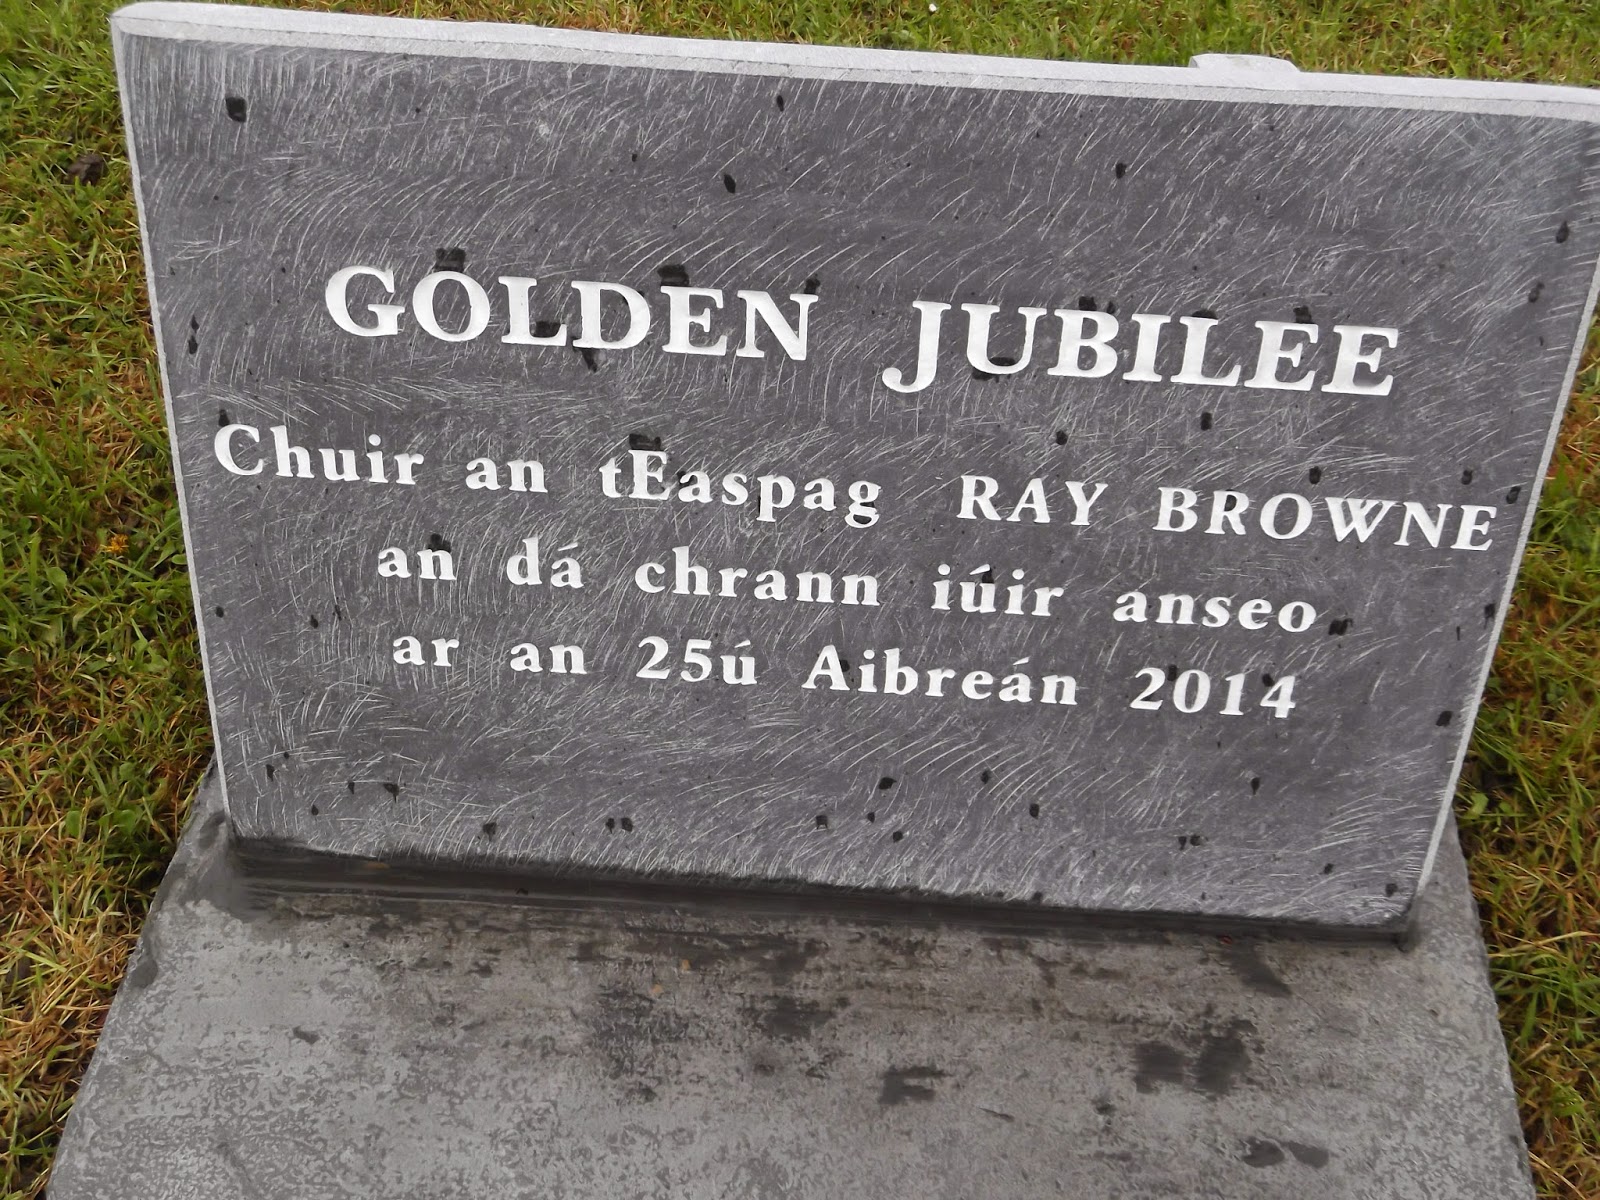 GOLDEN JUBILEE
Chuir an tEaspag RAY BROWNE
an dá chrann iúir anseo
ar an 25ú Aibreán 2014